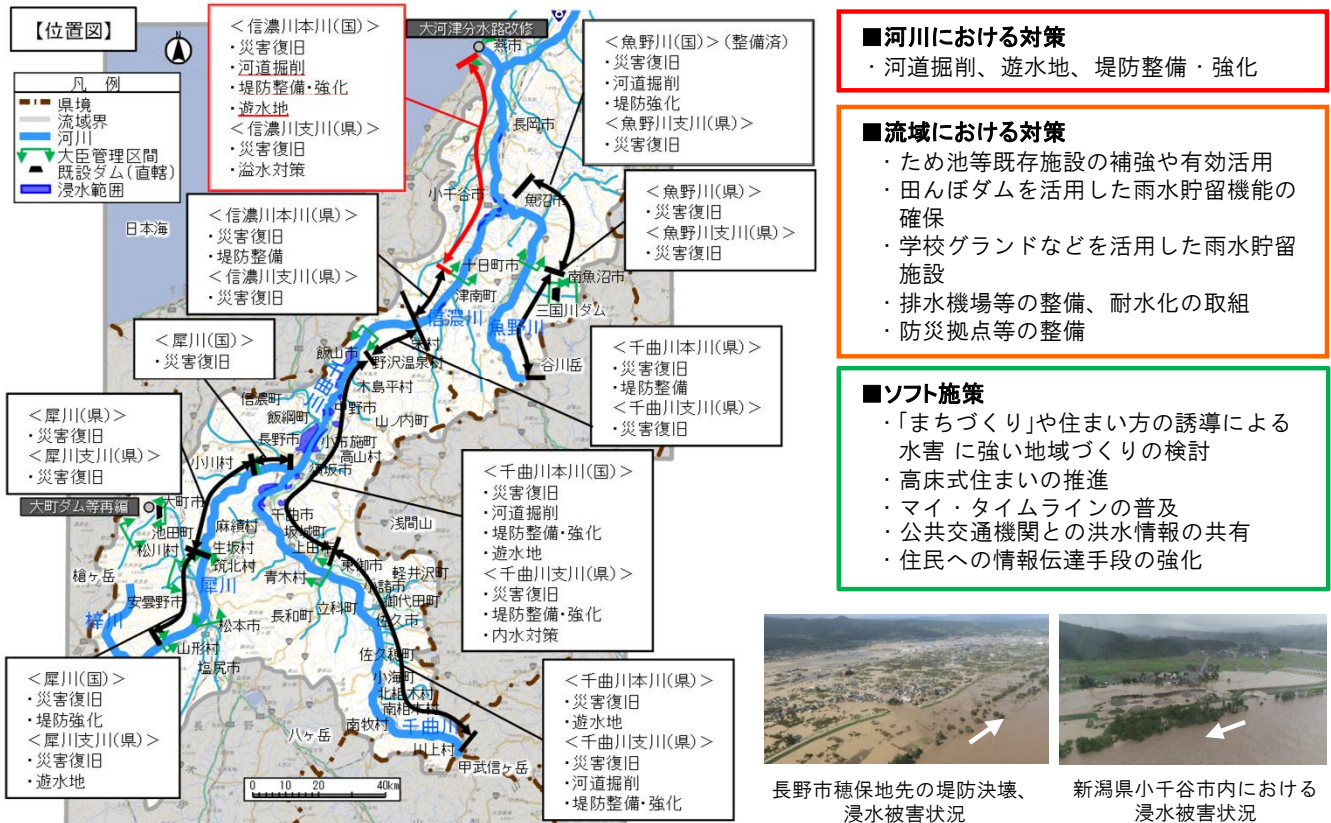 【位置図】
凡 例
県境
流域界
河川
大臣管理区間
既設ダム(直轄)
浸水範囲
日本海
＜信濃川本川(国)＞
・災害復旧
・河道掘削
・堤防整備・強化
・遊水地
＜信濃川支川(県)＞
・災害復旧
・溢水対策
大河津分水路改修
燕市
＜魚野川(国)＞(整備済)
・災害復旧
・河道掘削
・堤防強化
＜魚野川支川(県)＞
・災害復旧
長岡市
小千谷市
魚沼市
＜魚野川(県)＞
・災害復旧
＜魚野川支川(県)＞
・災害復旧
＜信濃川本川(県)＞
・災害復旧
・堤防整備
＜信濃川支川(県)＞
・災害復旧
十日町市
南魚沼市
津南町
三国川ダム
信濃川
魚野川
栄村
谷川岳
＜犀川(国)＞
・災害復旧
飯山市
野沢温泉村
木島平村
千曲川
中野市
山ノ内町
信濃町
飯綱町
長野市
小布施町
高山村
須坂市
＜千曲川本川(県)＞
・災害復旧
・堤防整備
＜千曲川支川(県)＞
・災害復旧
＜犀川(県)＞
・災害復旧
＜犀川支川(県)＞
・災害復旧
小川村
大町ダム等再編
大町市
池田町
松川村
麻績村
生坂村
筑北村
千曲市
坂城町
上田市
東御市
浅間山
軽井沢町
小諸市
御代田町
青木村
長和町
立科町
佐久市
槍ヶ岳
安曇野市
犀川
梓川
松本市
山形村
塩尻市
佐久穂町
小海町
北相木村
南相木村
南牧村
千曲川
川上村
八ヶ岳
甲武信ヶ岳
＜千曲川本川(国)＞
・災害復旧
・河道掘削
・堤防整備・強化
・遊水地
＜千曲川支川(県)＞
・災害復旧
・堤防整備・強化
・内水対策
＜犀川(国)＞
・災害復旧
・堤防強化
＜犀川支川(県)＞
・災害復旧
・遊水地
＜千曲川本川(県)＞
・災害復旧
・遊水地
＜千曲川支川(県)＞
・災害復旧
・河道掘削
・堤防整備・強化
0 10 20 40km
■河川における対策
・河道掘削、遊水地、堤防整備・強化
■流域における対策
・ため池等既存施設の補強や有効活用
・田んぼダムを活用した雨水貯留機能の
確保
・学校グランドなどを活用した雨水貯留
施設
・排水機場等の整備、耐水化の取組
・防災拠点等の整備
■ソフト施策
・「まちづくり」や住まい方の誘導による
水害 に強い地域づくりの検討
・高床式住まいの推進
・マイ・タイムラインの普及
・公共交通機関との洪水情報の共有
・住民への情報伝達手段の強化
長野市穂保地先の堤防決壊、
浸水被害状況
新潟県小千谷市内における
浸水被害状況